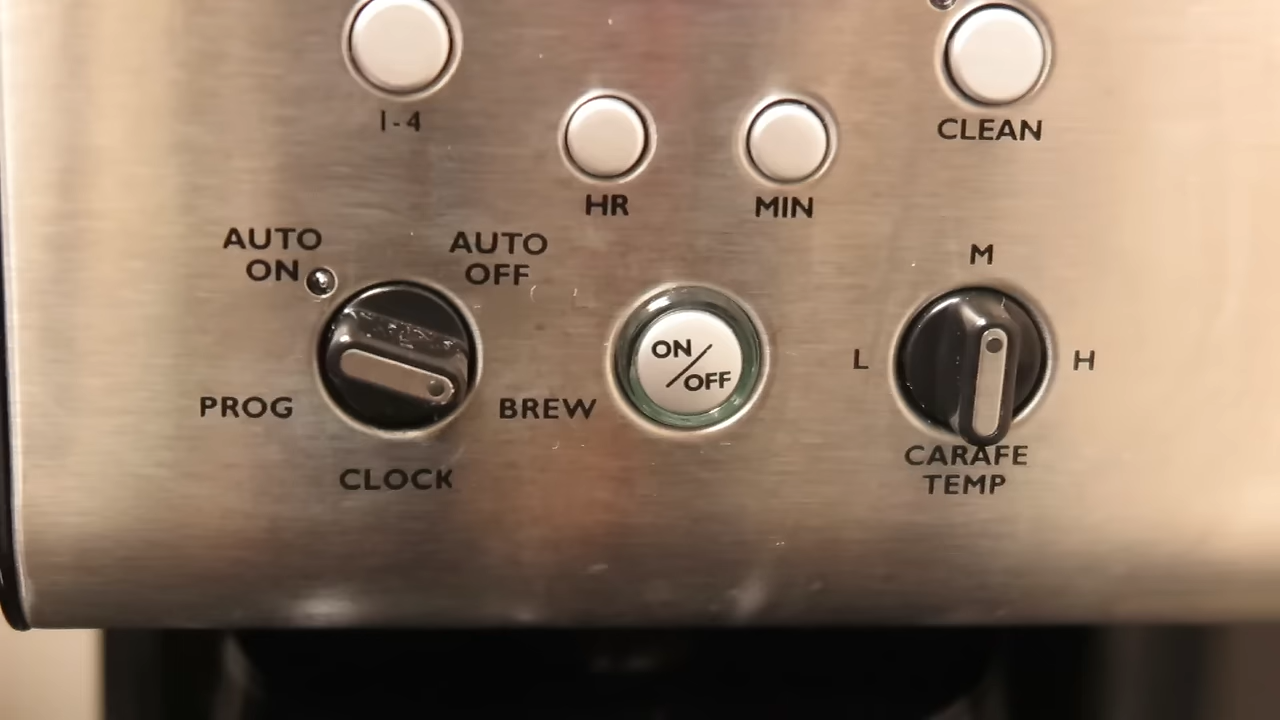 1-4
CLEAN
HR
MIN
AUTO
ON
AUTO
OFF
M
ON/OFF
L
H
PROG
BREW
CLOCK
CARAFE
TEMP